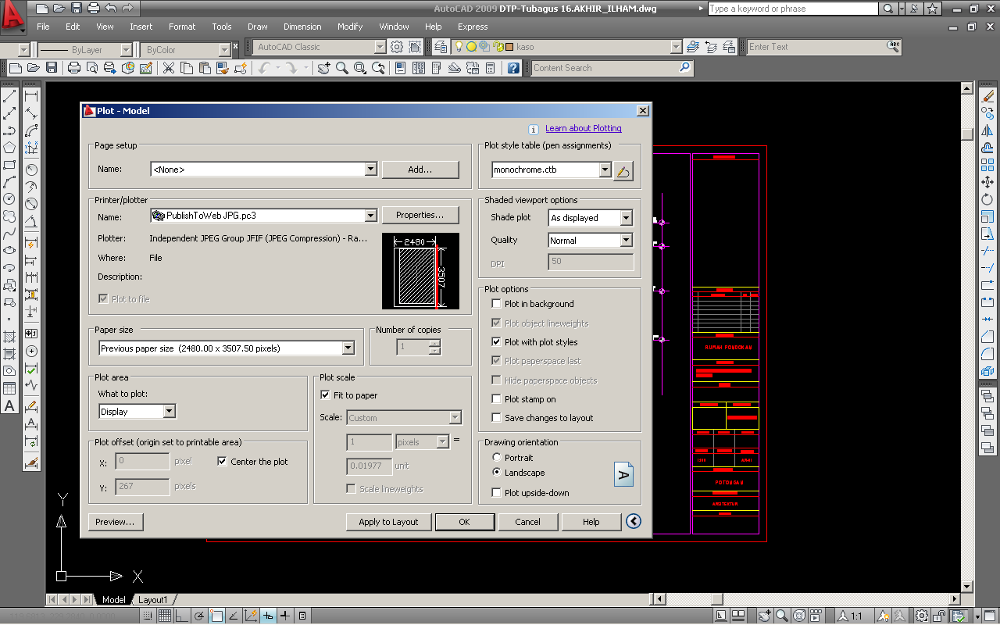 AutoCAD 2009 DTP-Tubagus 16.AKHIR_ILHAM.dwg
Type a keyword or phrase
File Edit View Insert Format Tools Draw Dimension Modify Window Help Express
ByLayer ByColor AutoCAD Classic kaso Enter Text ABC
Content Search
Plot - Model
Learn about Plotting
Page setup
Name: <None> Add...
Plot style table (pen assignments)
monochrome.ctb
Printer/plotter
Name: PublishToWeb JPG.pc3 Properties...
Plotter: Independent JPEG Group JFIF (JPEG Compression) - Ra...
Where: File
Description:
Plot to file
2480
3507
Shaded viewport options
Shade plot As displayed
Quality Normal
DPI 50
Paper size
Previous paper size (2480.00 x 3507.50 pixels)
Number of copies
1
Plot options
Plot in background
Plot object lineweights
Plot with plot styles
Plot paperspace last
Hide paperspace objects
Plot stamp on
Save changes to layout
Plot area
What to plot:
Display
Plot scale
Fit to paper
Scale: Custom
1 pixels =
0.01977 unit
Scale lineweights
Plot offset (origin set to printable area)
X: 0 pixel Center the plot
Y: 267 pixels
Drawing orientation
Portrait
Landscape
Plot upside-down
A
Preview... Apply to Layout OK Cancel Help
RUMAH PONDOKAN
POTONGAN
ARSITEKTUR
Y
X
Model Layout1
1:1